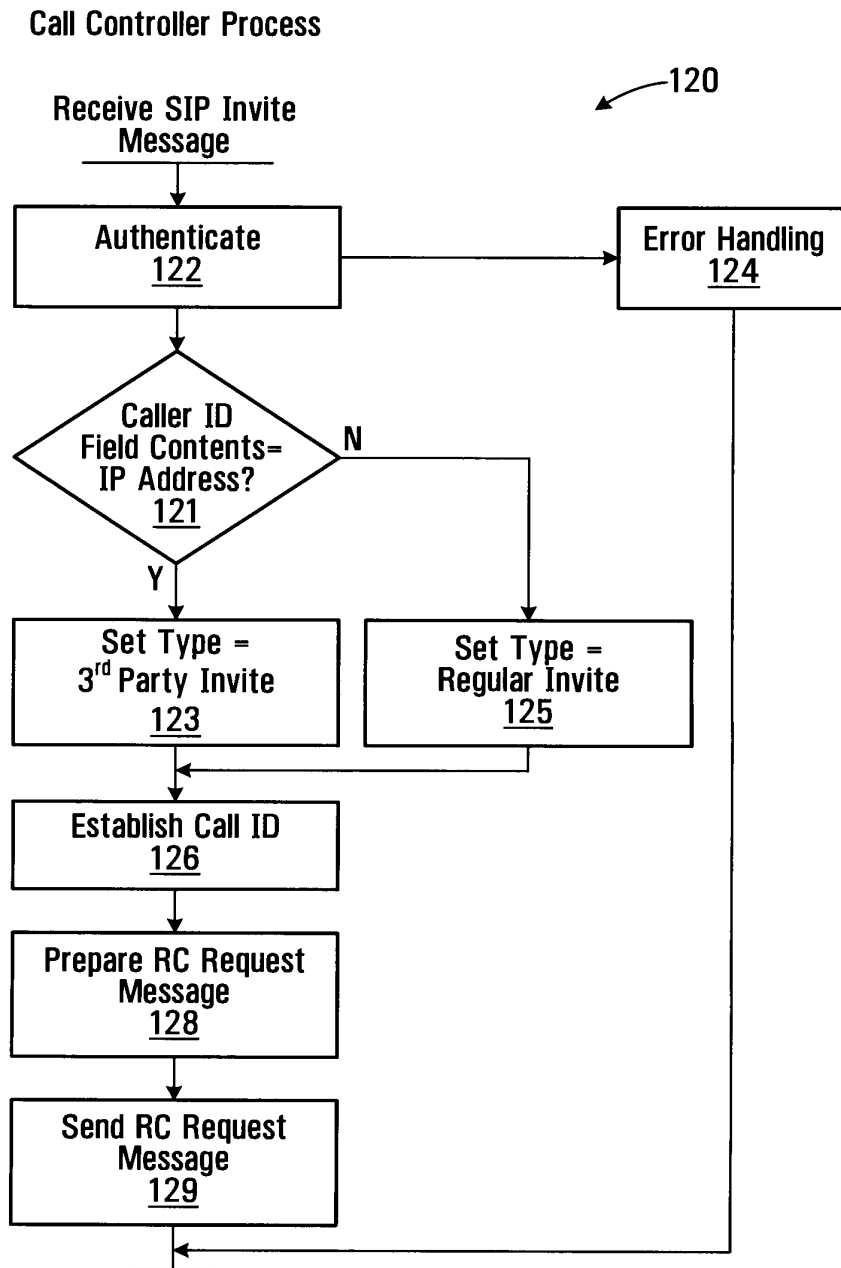 Call Controller Process
120
Receive SIP Invite
Message
Authenticate
122
Error Handling
124
Caller ID
Field Contents=
IP Address?
121
N
Y
Set Type =
3rd Party Invite
123
Set Type =
Regular Invite
125
Establish Call ID
126
Prepare RC Request
Message
128
Send RC Request
Message
129